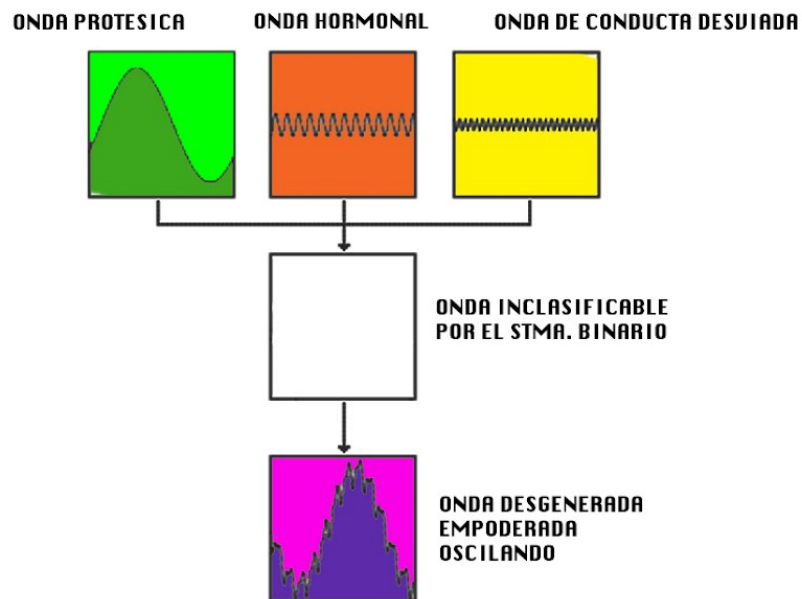 ONDA PROTESICA
ONDA HORMONAL
ONDA DE CONDUCTA DESVIADA
ONDA INCLASIFICABLE
POR EL STMA. BINARIO
ONDA DESGENERADA
EMPODERADA
OSCILANDO